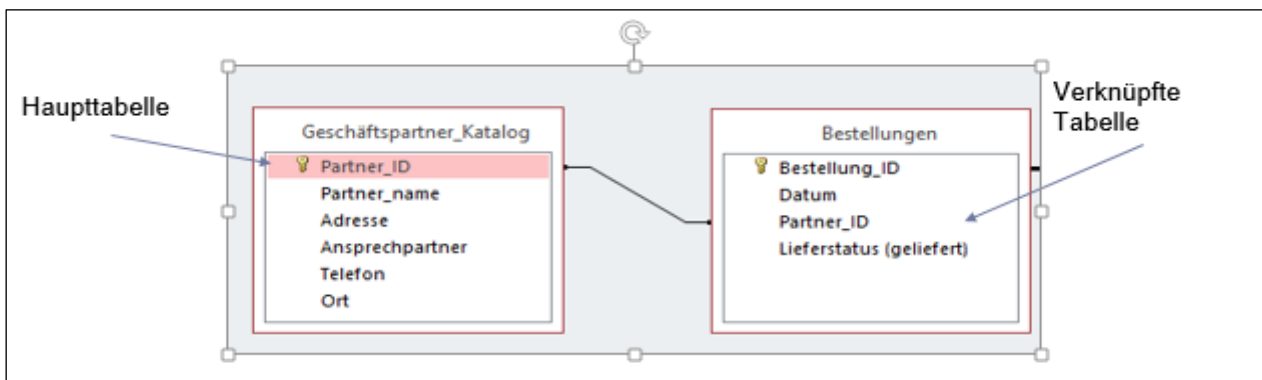 Haupttabelle
Geschäftspartner_Katalog
Partner_ID
Partner_name
Adresse
Ansprechpartner
Telefon
Ort
Verknüpfte
Tabelle
Bestellungen
Bestellung_ID
Datum
Partner_ID
Lieferstatus (geliefert)